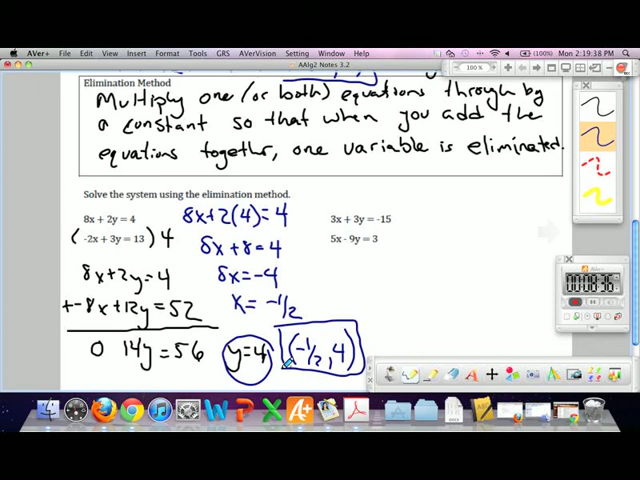 AVer+ File Edit View Insert Format Tools GRS AVerVision Setting Window Help (100%) 2:19:38 PM
AAlg2 Notes 3.2
100 %
Elimination Method
Multiply one (or both) equations through by
a constant so that when you add the
equations together, one variable is eliminated.
Solve the system using the elimination method.
8x + 2y = 4
(-2x + 3y = 13)4
8x+2y=4
+-8x+12y=52
0 14y=56
8x+2(4)=4
8x+8=4
8x=-4
x=-1/2
y=4
(-1/2, 4)
3x + 3y = -15
5x - 9y = 3
00:08:36